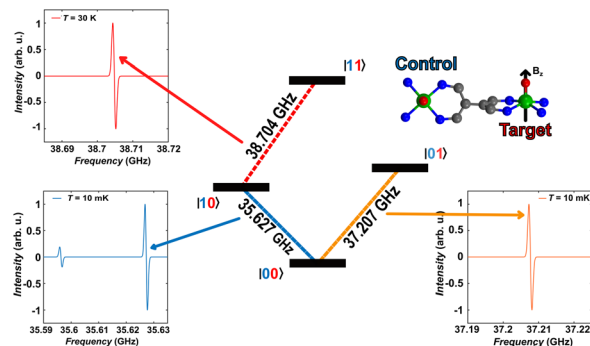 T = 30 K
Intensity (arb. u.)
1
0.5
0
-0.5
-1
38.69 38.7 38.71 38.72
Frequency (GHz)
|11⟩
38.704 GHz
Control
B_z
Target
|01⟩
|10⟩
35.627 GHz
37.207 GHz
|00⟩
T = 10 mK
Intensity (arb. u.)
1
0.5
0
-0.5
-1
35.59 35.6 35.61 35.62 35.63
Frequency (GHz)
T = 10 mK
Intensity (arb. u.)
1
0.5
0
-0.5
-1
37.19 37.2 37.21 37.22
Frequency (GHz)